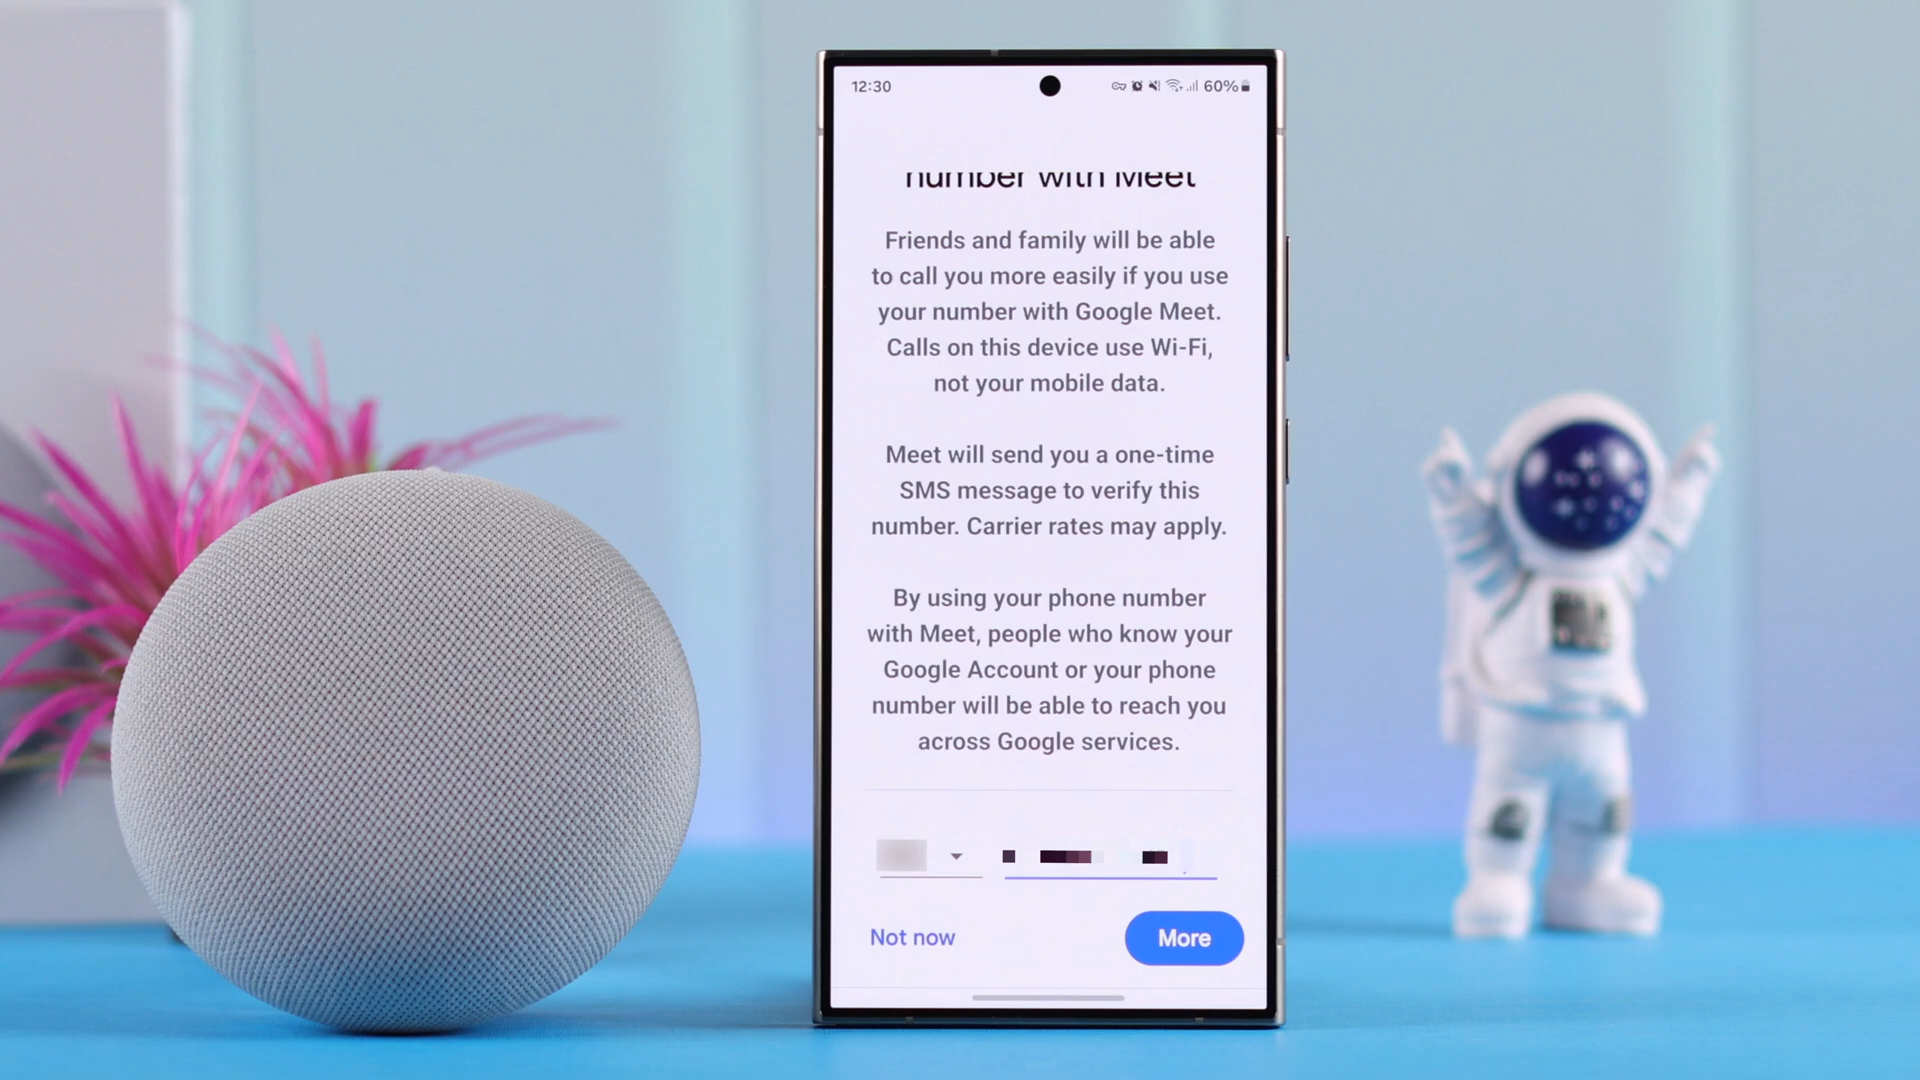 12:30
60%
number with Meet
Friends and family will be able
to call you more easily if you use
your number with Google Meet.
Calls on this device use Wi-Fi,
not your mobile data.
Meet will send you a one-time
SMS message to verify this
number. Carrier rates may apply.
By using your phone number
with Meet, people who know your
Google Account or your phone
number will be able to reach you
across Google services.
Not now
More